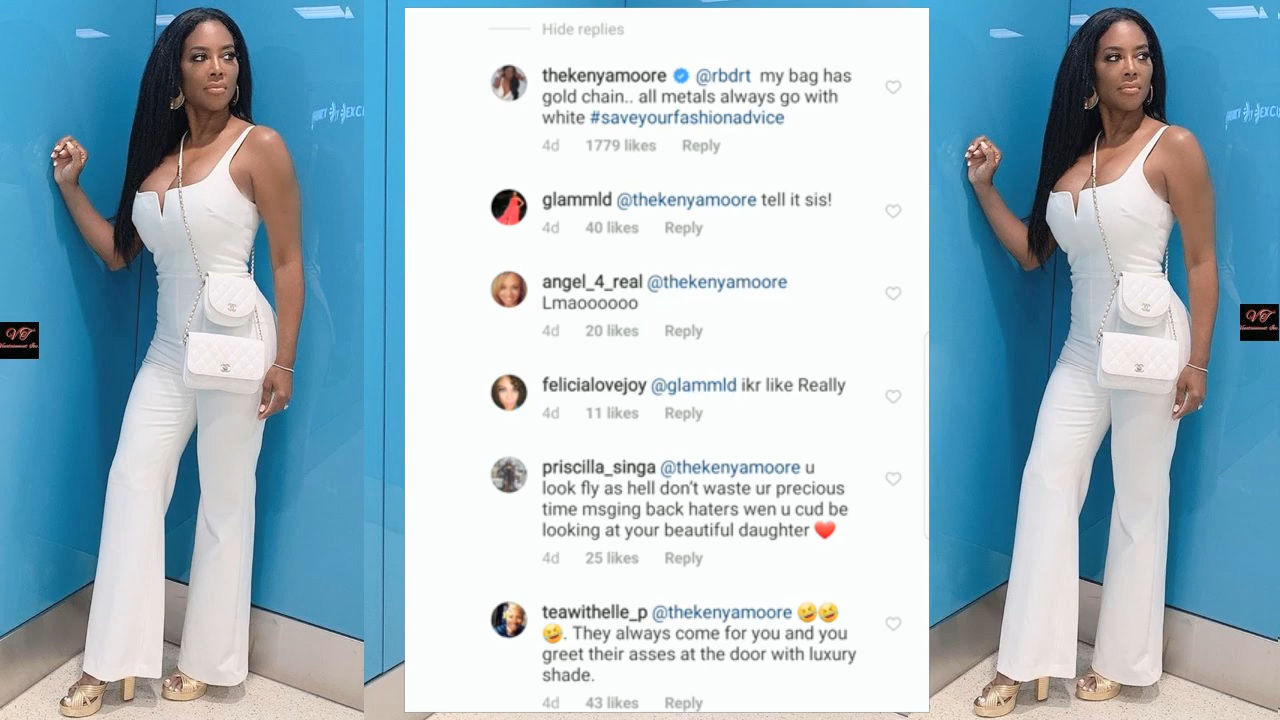 Hide replies
thekenyamoore @rbdrt my bag has
gold chain.. all metals always go with
white #saveyourfashionadvice
4d 1779 likes Reply
glammld @thekenyamoore tell it sis!
4d 40 likes Reply
angel_4_real @thekenyamoore
Lmaoooooo
4d 20 likes Reply
felicialovejoy @glammld ikr like Really
4d 11 likes Reply
priscilla_singa @thekenyamoore u
look fly as hell don’t waste ur precious
time msging back haters wen u cud be
looking at your beautiful daughter ❤️
4d 25 likes Reply
teawithelle_p @thekenyamoore 🤣🤣
🤣. They always come for you and you
greet their asses at the door with luxury
shade.
4d 43 likes Reply
VT
VT